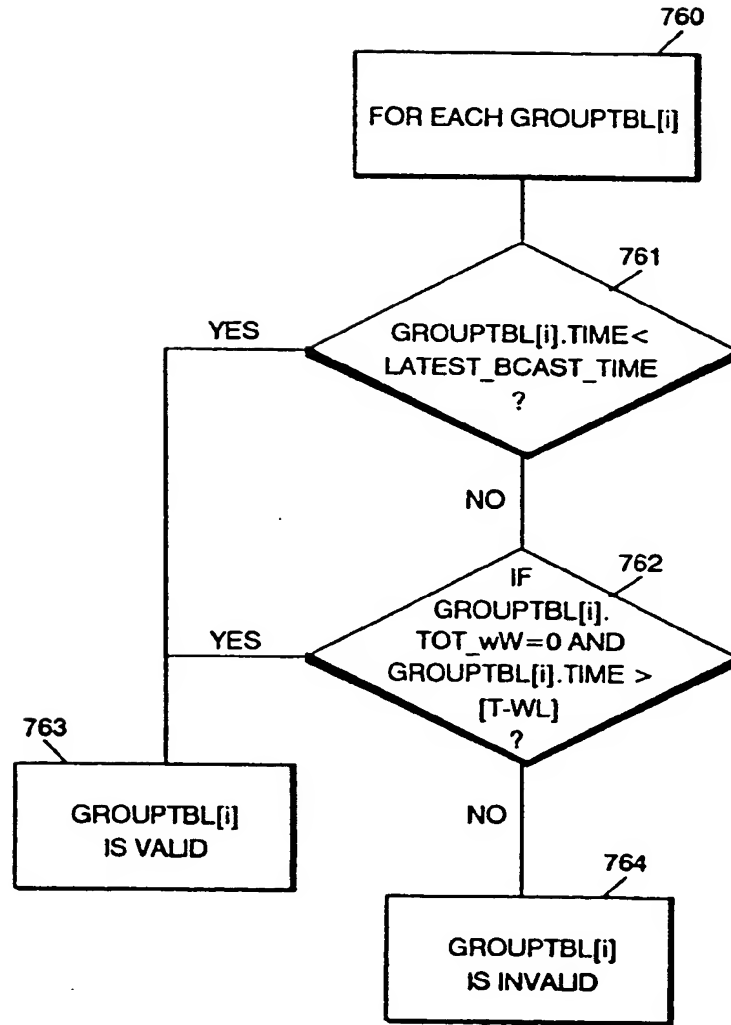 760
FOR EACH GROUPTBL[i]
761
YES
GROUPTBL[i].TIME<
LATEST_BCAST_TIME
?
NO
762
IF
GROUPTBL[i].
TOT_wW=0 AND
GROUPTBL[i].TIME >
[T-WL]
?
YES
763
GROUPTBL[i]
IS VALID
NO
764
GROUPTBL[i]
IS INVALID